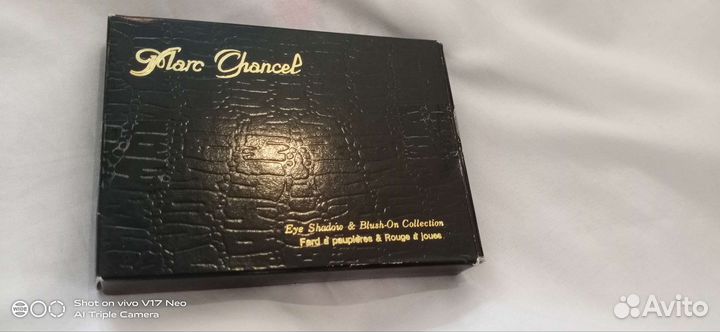 Marc Chancel
Eye Shadow & Blush-On Collection
Fard à paupières & Rouge à joues
Shot on vivo V17 Neo
AI Triple Camera
Avito